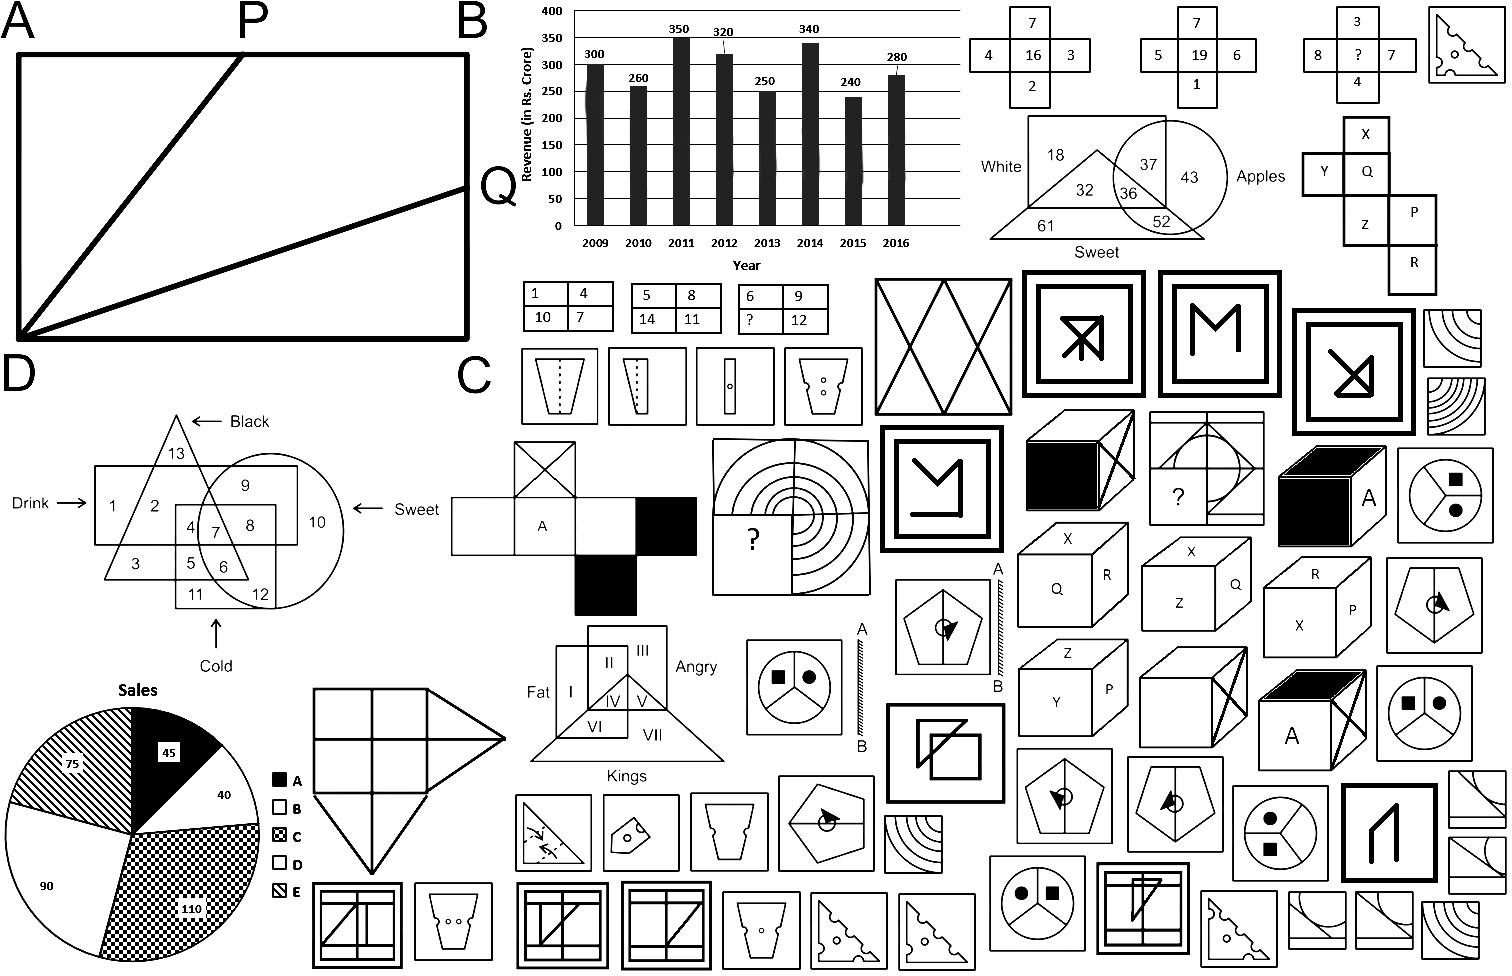 A P B
Q
D C
400
350
300
250
200
150
100
50
0
Revenue (in Rs. Crore)
300 260 350 320 250 340 240 280
2009 2010 2011 2012 2013 2014 2015 2016
Year
7
4 16 3
2
7
5 19 6
1
3
8 ? 7
4
White
18
37
43
Apples
32
36
61
52
Sweet
X
Y Q
Z P
R
1 4
10 7
5 8
14 11
6 9
? 12
Black
13
Drink
1 2 9
Sweet
10
4 7 8
3 5 6
11 12
Cold
A
?
?
A
X
Q R
X
Z Q
R
X P
Z
Y P
A
A
B
A
B
Fat
Angry
I II III
IV V
VI VII
Kings
Sales
45
40
110
90
75
A
B
C
D
E